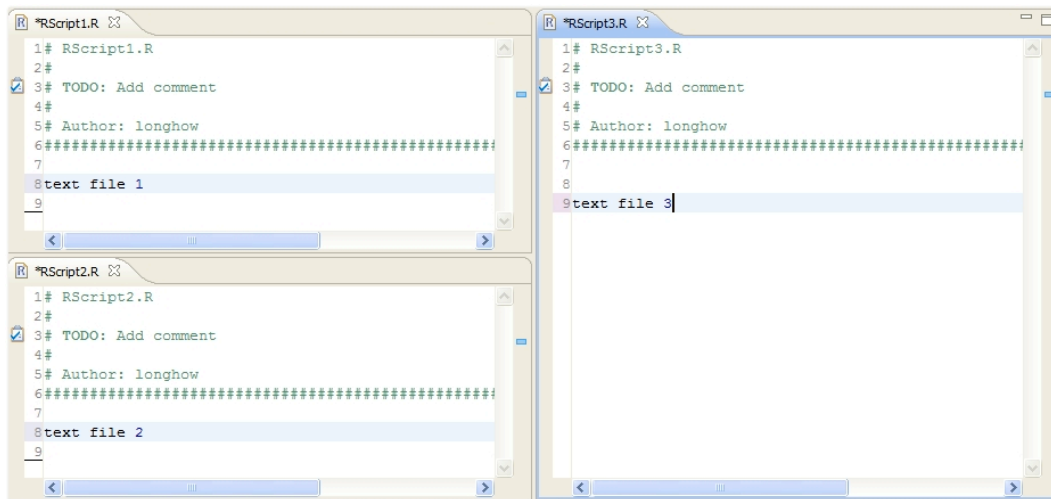 *RScript1.R
1# RScript1.R
2#
3# TODO: Add comment
4#
5# Author: longhow
6#################################################
7
8text file 1
9
*RScript2.R
1# RScript2.R
2#
3# TODO: Add comment
4#
5# Author: longhow
6#################################################
7
8text file 2
9
*RScript3.R
1# RScript3.R
2#
3# TODO: Add comment
4#
5# Author: longhow
6#################################################
7
8
9text file 3